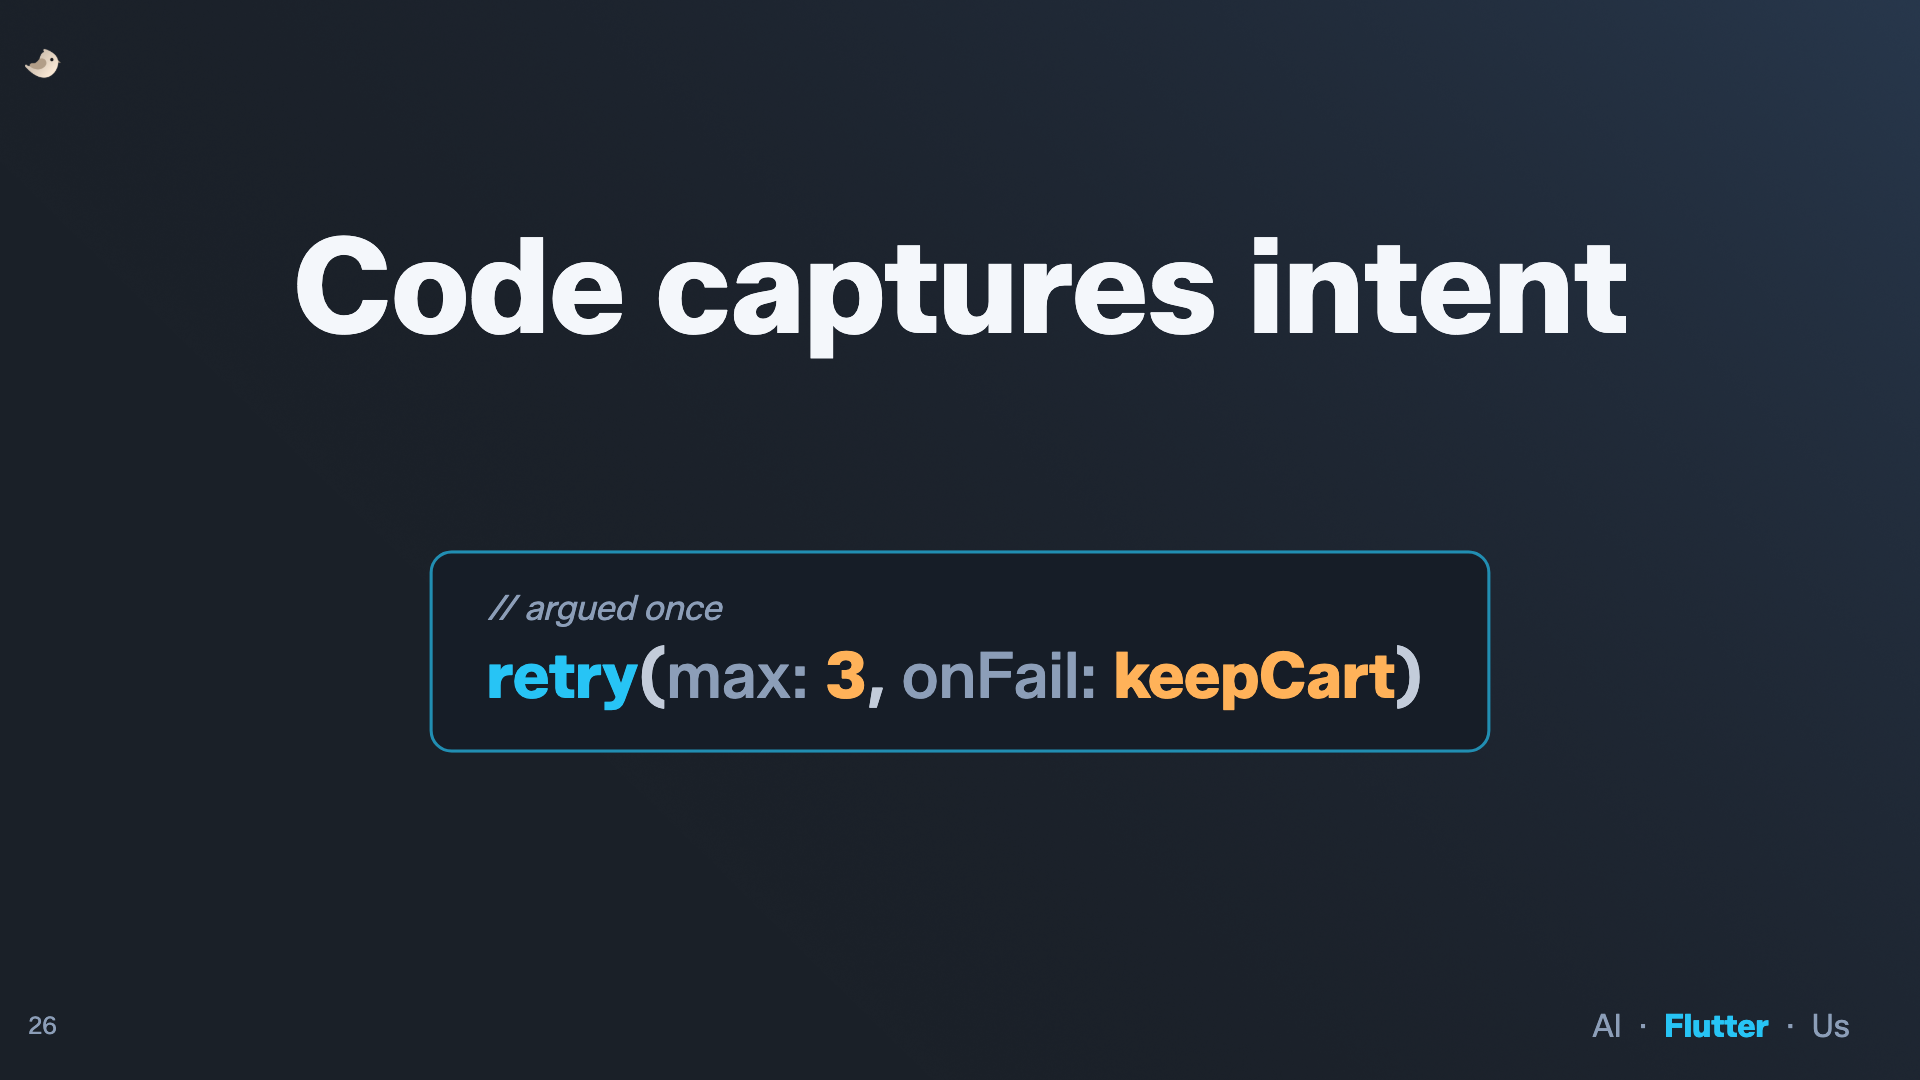 Code captures intent
// argued once
retry(max: 3, onFail: keepCart)
26
AI · Flutter · Us